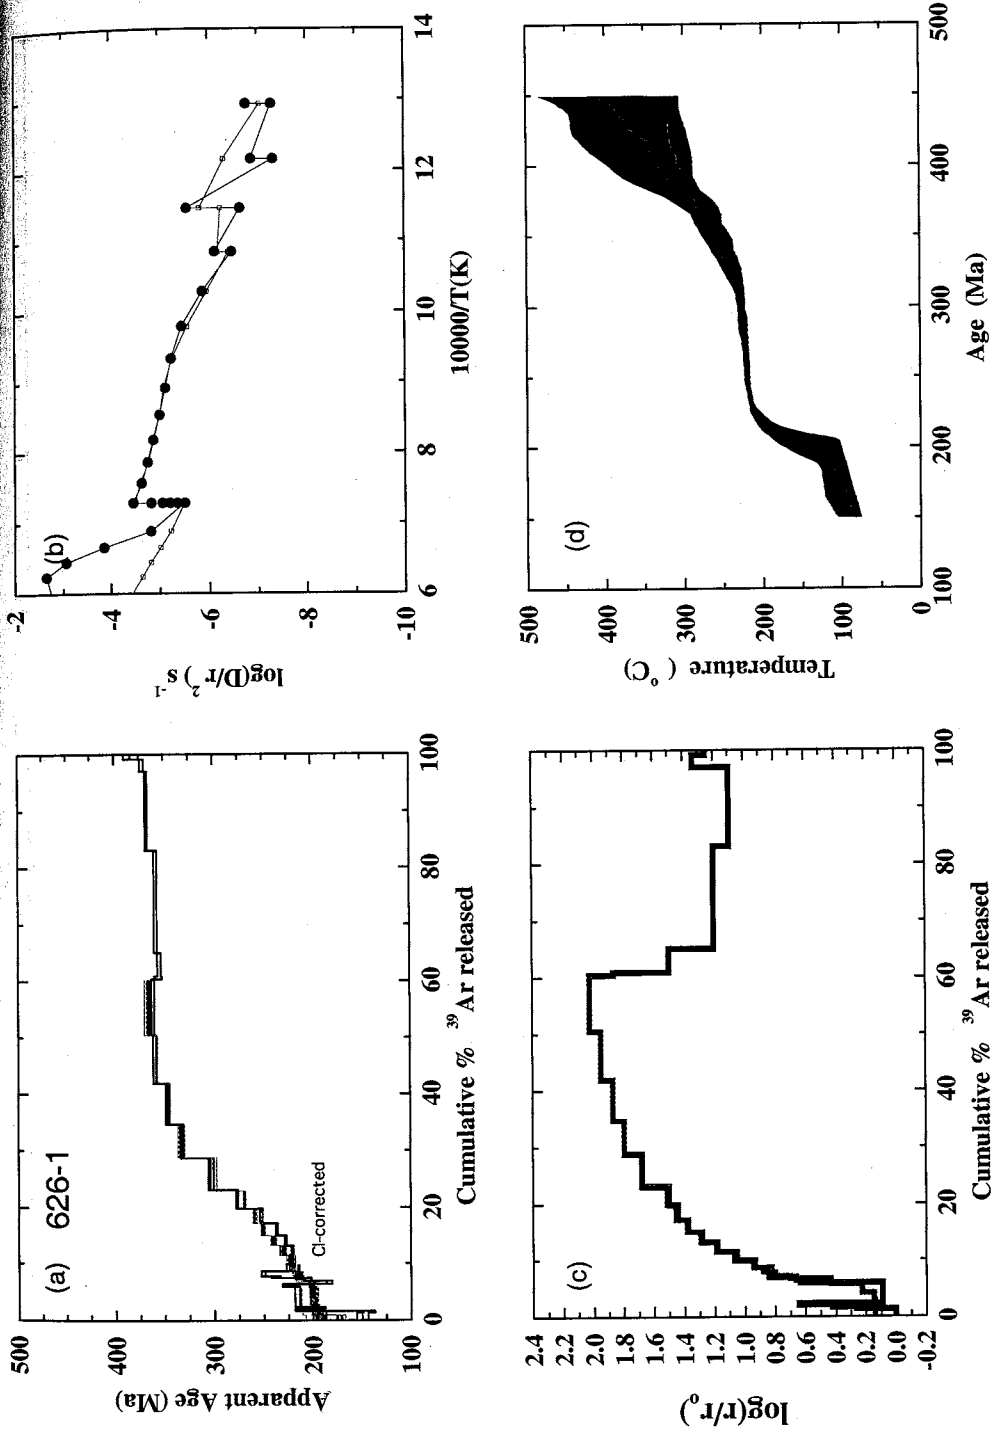 (a) 626-1
500
400
300
200
100
Apparent Age (Ma)
Cl-corrected
0 20 40 60 80 100
Cumulative % ³⁹Ar released
(b)
-2
-4
-6
-8
-10
log(D/r²) s⁻¹
6 8 10 12 14
10000/T(K)
(c)
2.4
2.2
2.0
1.8
1.6
1.4
1.2
1.0
0.8
0.6
0.4
0.2
0.0
-0.2
log(r/rₒ)
0 20 40 60 80 100
Cumulative % ³⁹Ar released
(d)
500
400
300
200
100
0
Temperature (°C)
100 200 300 400 500
Age (Ma)